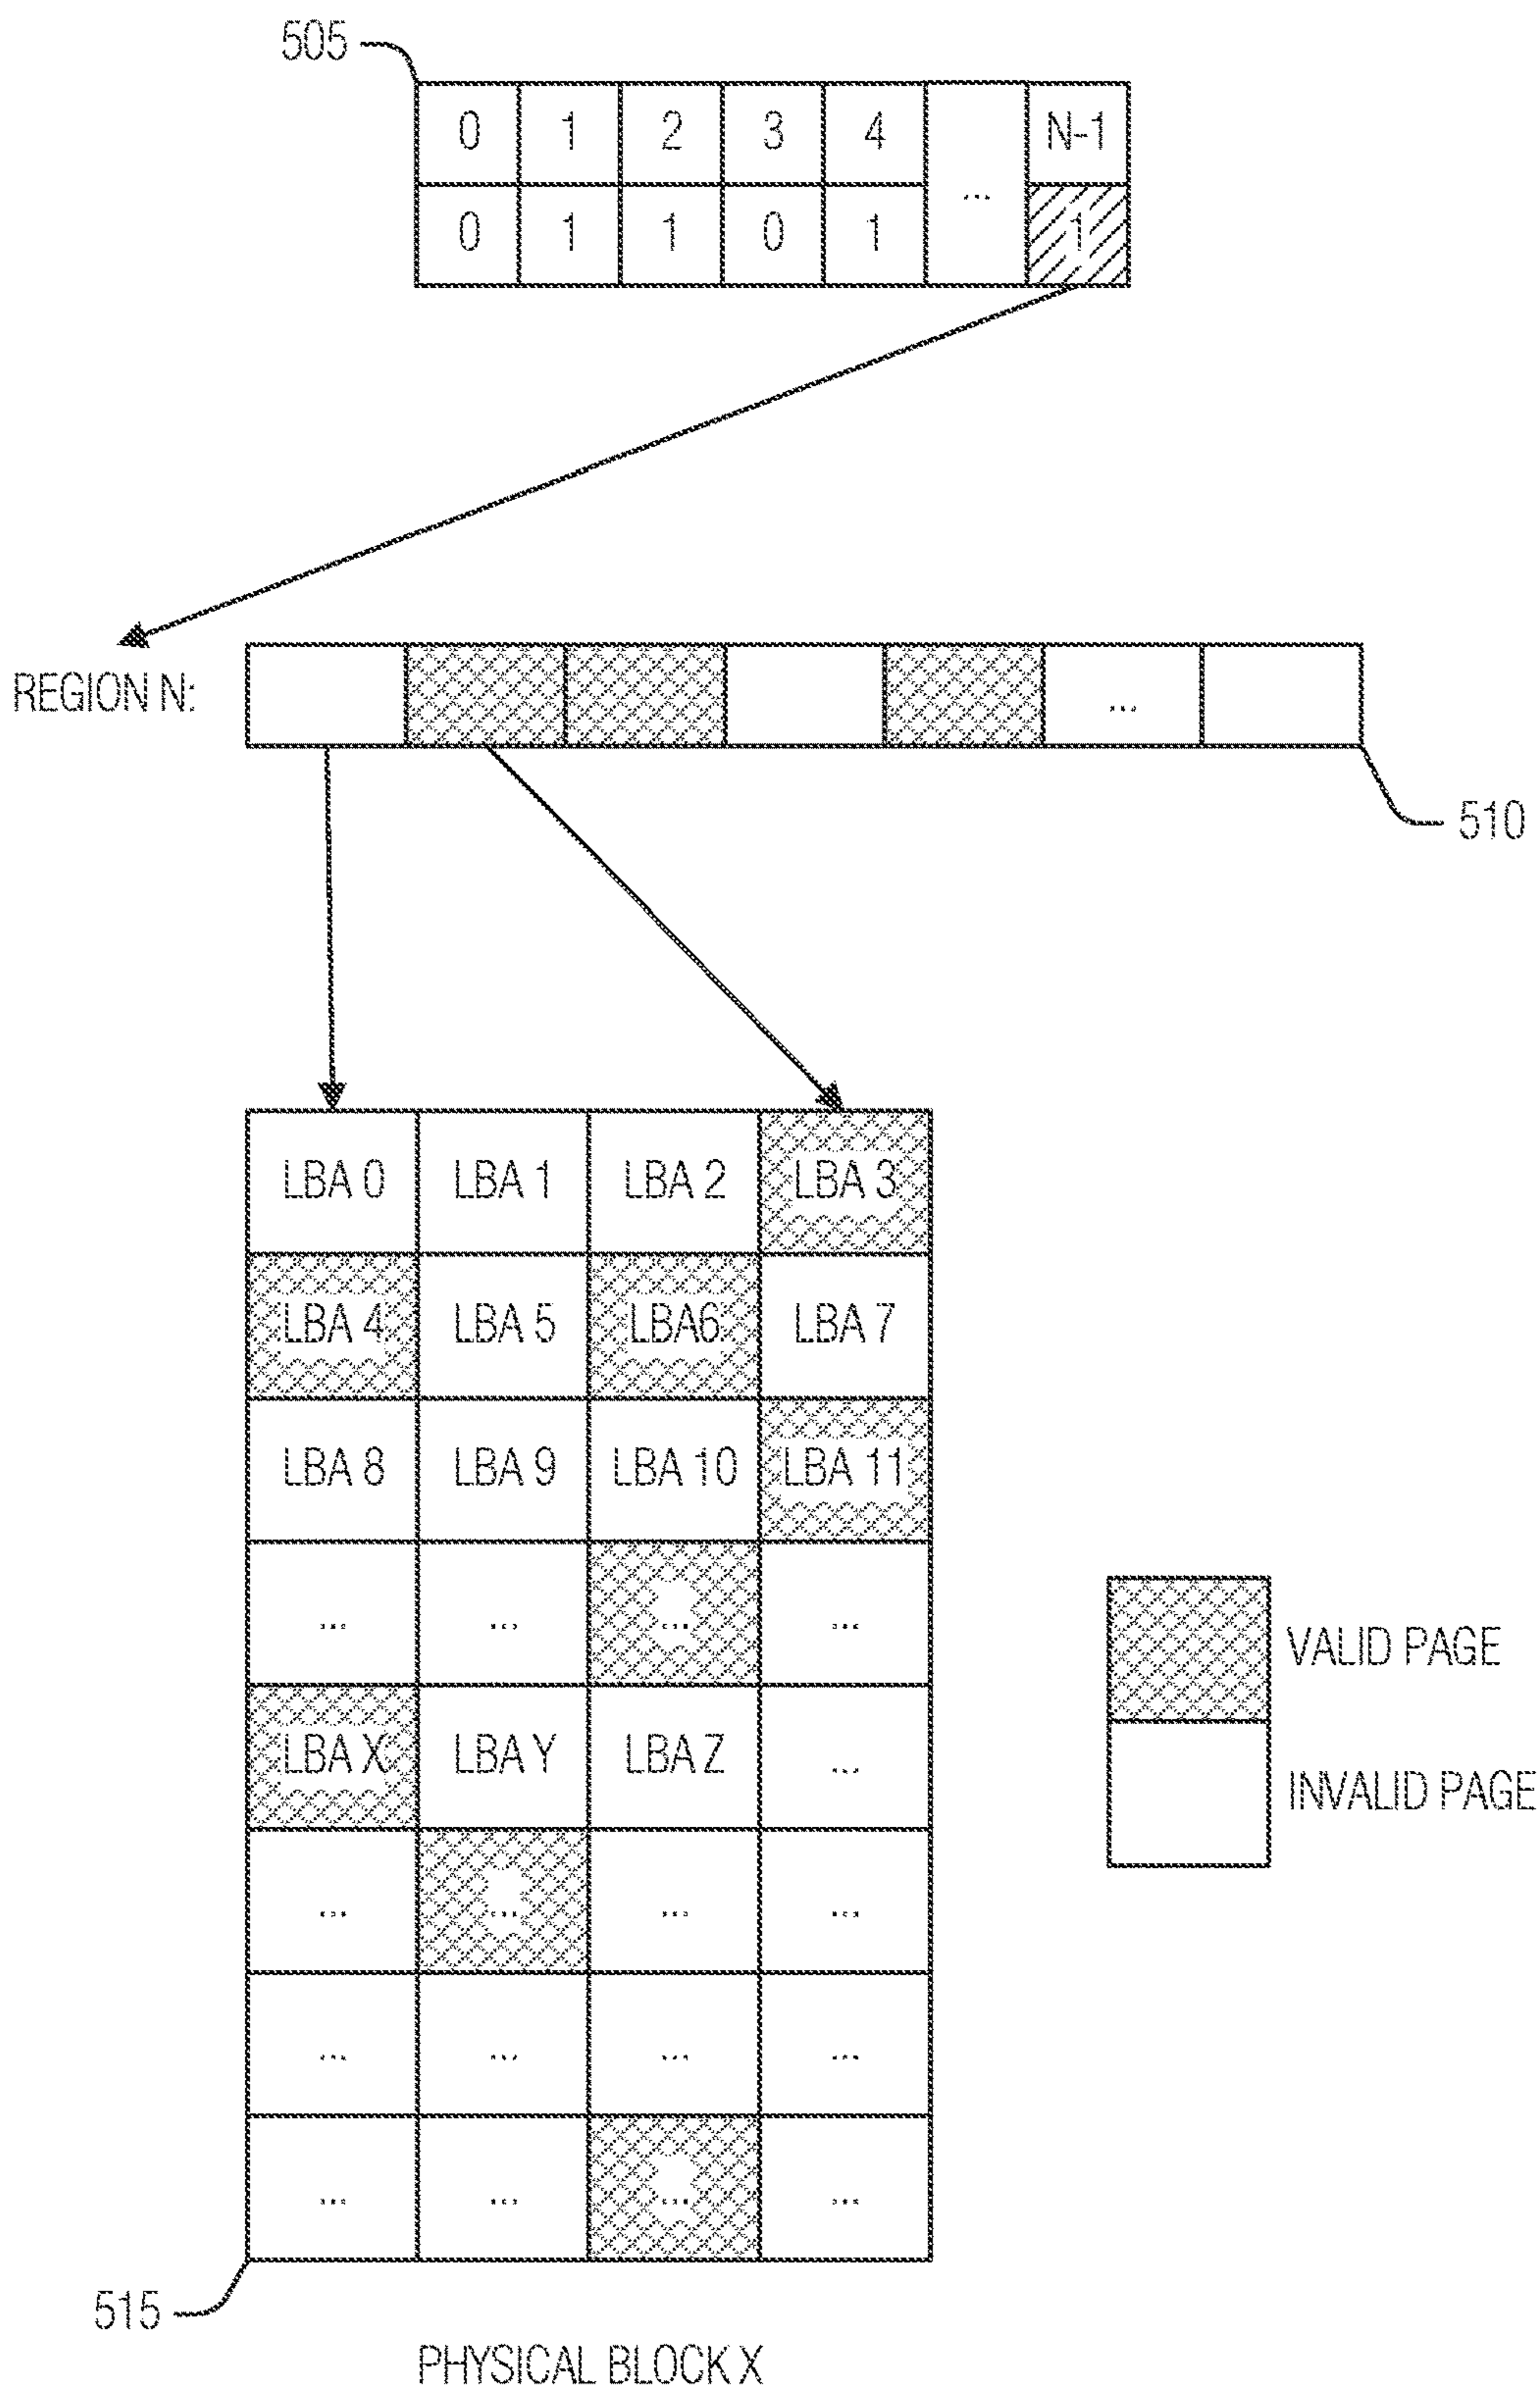 505
0 1 2 3 4 ... N-1
0 1 1 0 1 1
REGION N: ...
510
LBA 0 LBA 1 LBA 2 LBA 3
LBA 4 LBA 5 LBA6 LBA 7
LBA 8 LBA 9 LBA 10 LBA 11
... ... ... ...
VALID PAGE
LBA X LBA Y LBA Z ...
INVALID PAGE
... ... ... ...
... ... ... ...
... ... ... ...
515
PHYSICAL BLOCK X